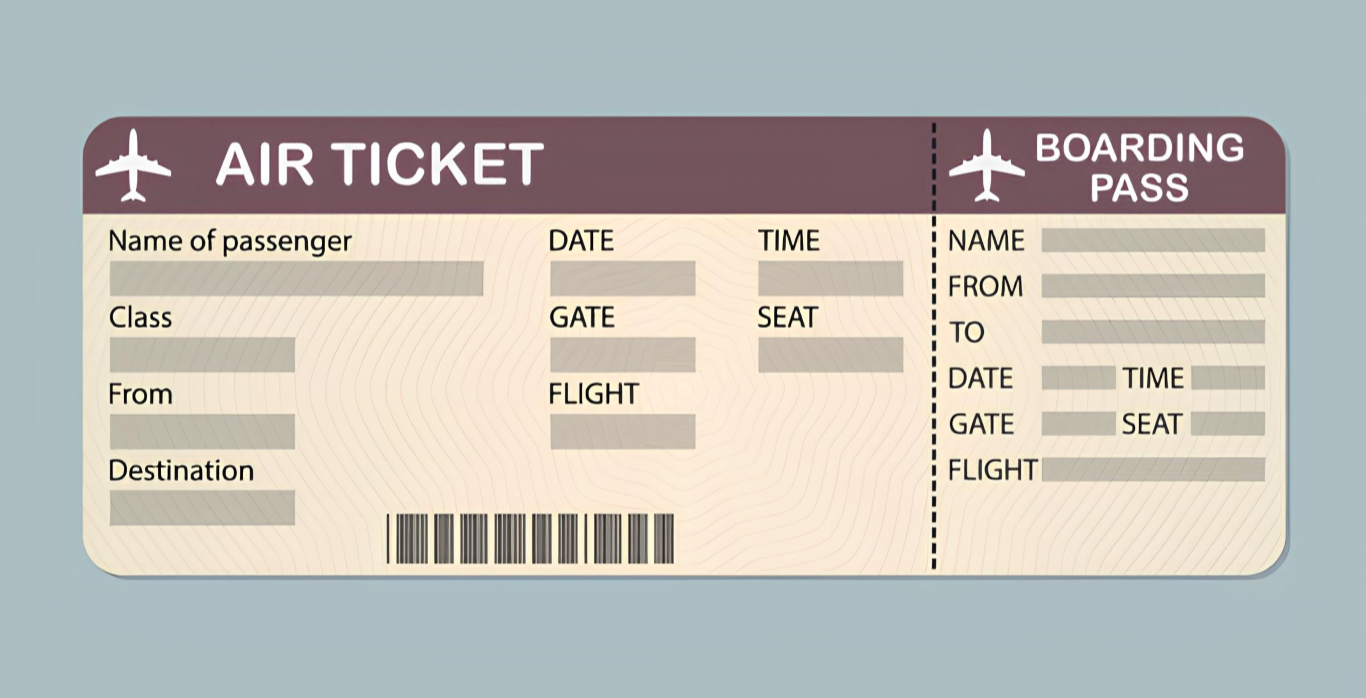 AIR TICKET
Name of passenger
DATE
TIME
Class
GATE
SEAT
From
FLIGHT
Destination
BOARDING
PASS
NAME
FROM
TO
DATE TIME
GATE SEAT
FLIGHT